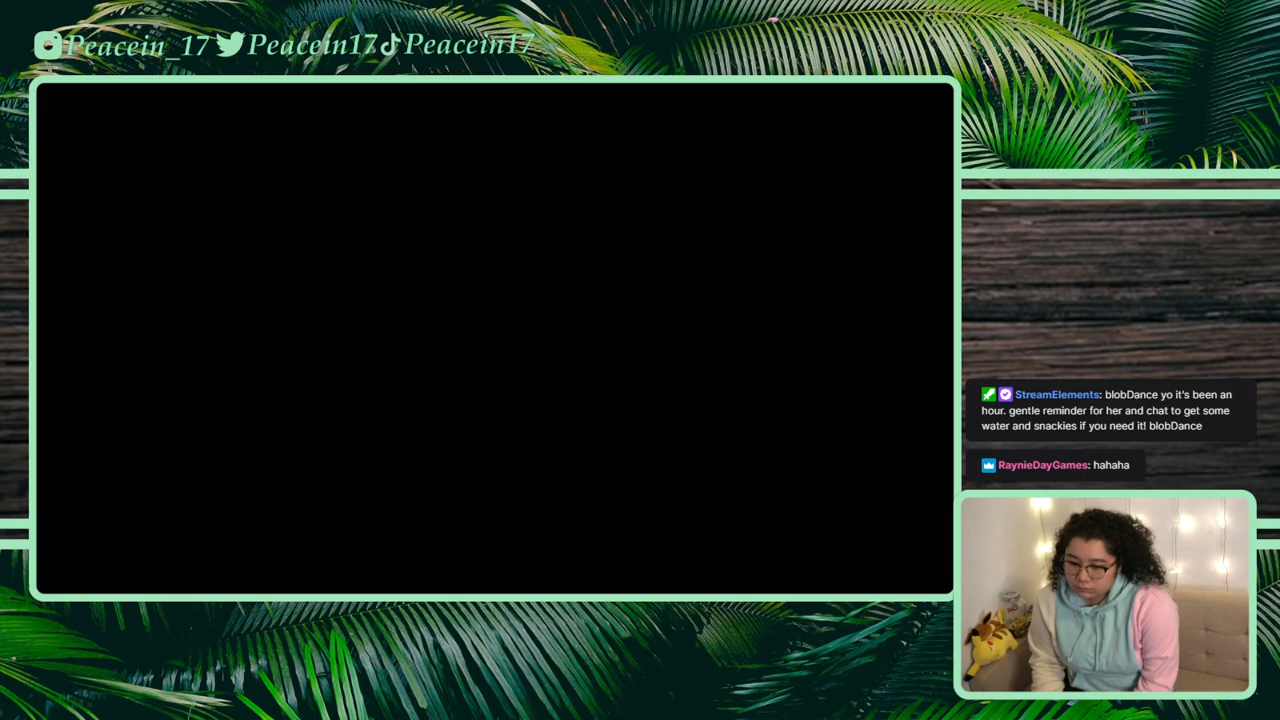 Peacein_17 Peacein17 Peacein17
StreamElements: blobDance yo it's been an
hour. gentle reminder for her and chat to get some
water and snackies if you need it! blobDance
RaynieDayGames: hahaha